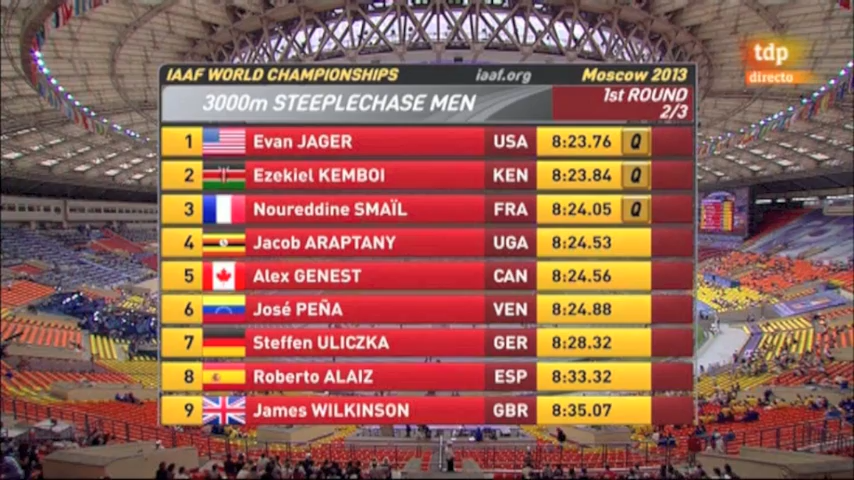 tdp
directo
IAAF WORLD CHAMPIONSHIPS iaaf.org Moscow 2013
3000m STEEPLECHASE MEN 1st ROUND
2/3
1 Evan JAGER USA 8:23.76 Q
2 Ezekiel KEMBOI KEN 8:23.84 Q
3 Noureddine SMAÏL FRA 8:24.05 Q
4 Jacob ARAPTANY UGA 8:24.53
5 Alex GENEST CAN 8:24.56
6 José PEÑA VEN 8:24.88
7 Steffen ULICZKA GER 8:28.32
8 Roberto ALAIZ ESP 8:33.32
9 James WILKINSON GBR 8:35.07